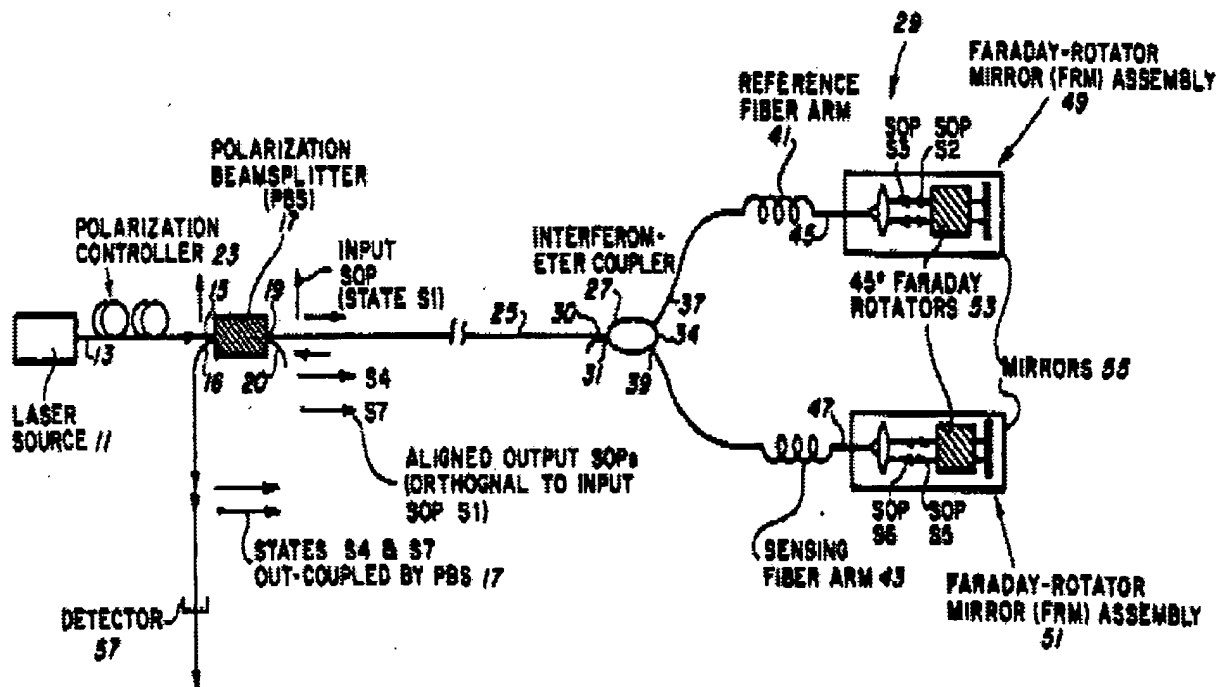 29
FARADAY-ROTATOR
MIRROR (FRM) ASSEMBLY
49
REFERENCE
FIBER ARM
41
SOP SOP
S3 S2
POLARIZATION
BEAMSPLITTER
(PBS)
17
POLARIZATION
CONTROLLER 23
INPUT
SOP
(STATE S1)
INTERFEROM-
ETER COUPLER
27
45
45° FARADAY
ROTATORS 53
15
19
25
30
37
34
13
16
20
31
39
MIRRORS 55
S4
S7
LASER
SOURCE 11
47
ALIGNED OUTPUT SOPs
(ORTHOGNAL TO INPUT
SOP S1)
SOP SOP
S6 S5
STATES S4 & S7
OUT-COUPLED BY PBS 17
SENSING
FIBER ARM 43
FARADAY-ROTATOR
MIRROR (FRM) ASSEMBLY
51
DETECTOR
57